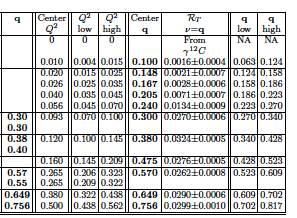 q Center Q² Q² Center R_T q q
Q² low high q ν=q low high
0 0 0 From NA NA
γ¹²C
0.010 0.004 0.015 0.100 0.0016±0.0004 0.063 0.124
0.020 0.015 0.025 0.148 0.0021±0.0007 0.124 0.158
0.026 0.025 0.035 0.167 0.0028±0.0006 0.158 0.186
0.040 0.035 0.045 0.205 0.0071±0.0007 0.186 0.223
0.056 0.045 0.070 0.240 0.0134±0.0009 0.223 0.270
0.30 0.093 0.070 0.100 0.300 0.0270±0.0006 0.270 0.340
0.30
0.38 0.120 0.100 0.145 0.380 0.0324±0.0005 0.340 0.428
0.40
0.160 0.145 0.209 0.475 0.0276±0.0005 0.428 0.523
0.57 0.265 0.206 0.323 0.570 0.0262±0.0008 0.523 0.609
0.55 0.265 0.209 0.322
0.649 0.380 0.322 0.438 0.649 0.0290±0.0006 0.609 0.702
0.756 0.500 0.438 0.562 0.756 0.0299±0.0010 0.702 0.817